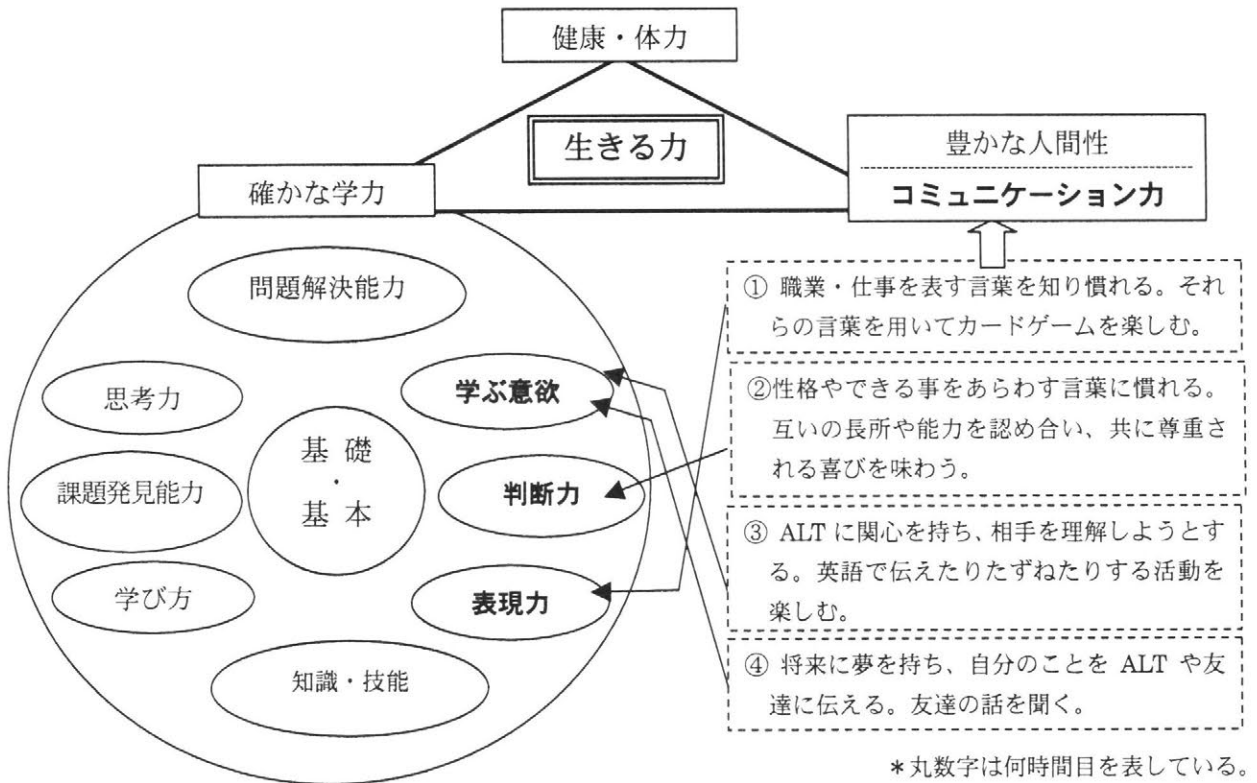 健康・体力
生きる力
豊かな人間性
コミュニケーション力
確かな学力
問題解決能力
思考力
課題発見能力
学び方
基 礎
・
基 本
学ぶ意欲
判断力
表現力
知識・技能
① 職業・仕事を表す言葉を知り慣れる。それ
らの言葉を用いてカードゲームを楽しむ。
②性格やできる事をあらわす言葉に慣れる。
互いの長所や能力を認め合い、共に尊重さ
れる喜びを味わう。
③ ALT に関心を持ち、相手を理解しようとす
る。英語で伝えたりたずねたりする活動を
楽しむ。
④ 将来に夢を持ち、自分のことを ALT や友
達に伝える。友達の話を聞く。
＊丸数字は何時間目を表している。